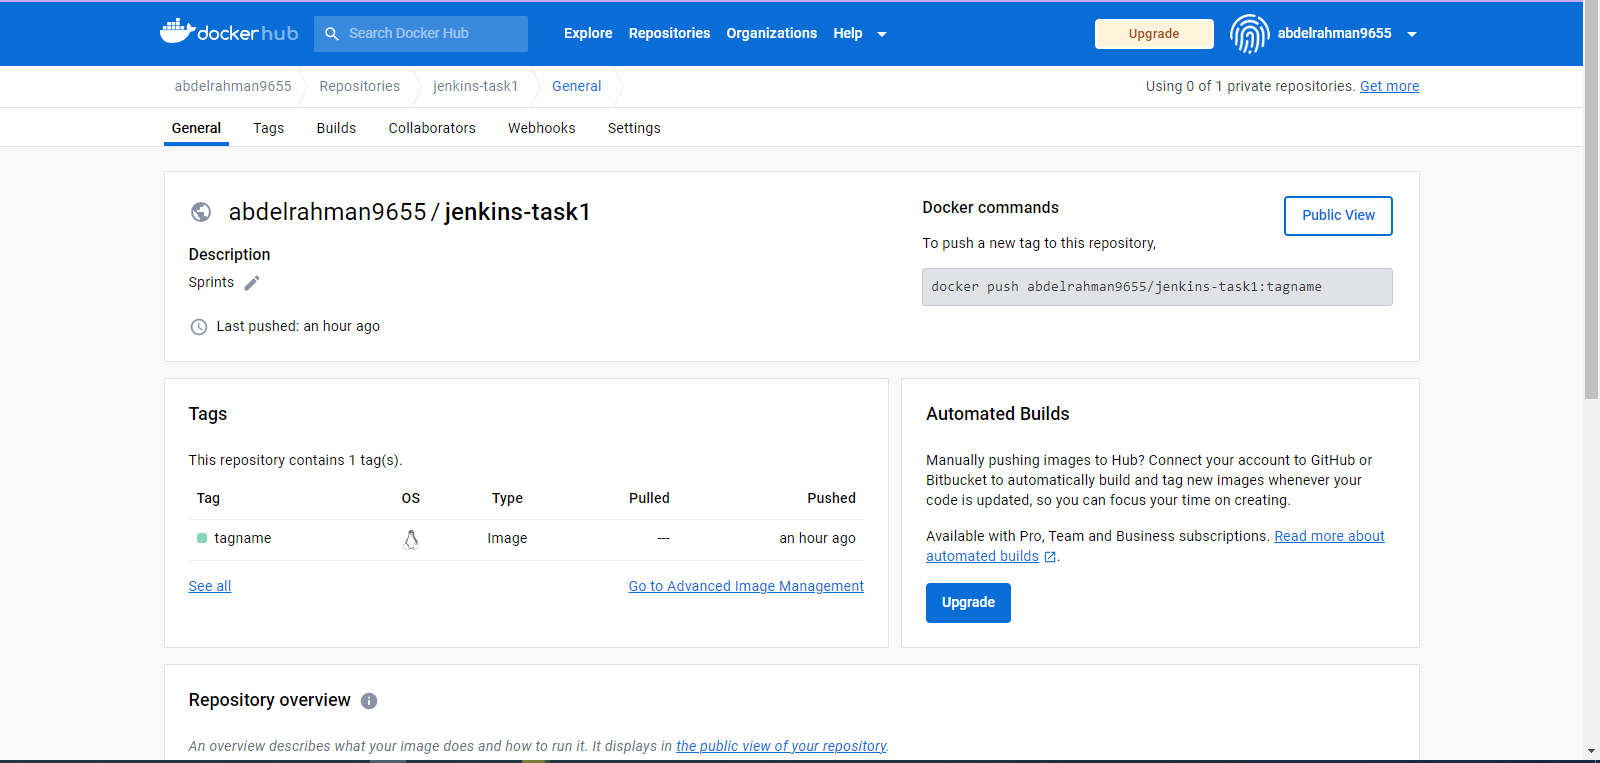 docker hub
Search Docker Hub
Explore Repositories Organizations Help
Upgrade
abdelrahman9655
abdelrahman9655 Repositories jenkins-task1 General
Using 0 of 1 private repositories. Get more
General Tags Builds Collaborators Webhooks Settings
abdelrahman9655 / jenkins-task1
Description
Sprints
Last pushed: an hour ago
Docker commands
Public View
To push a new tag to this repository,
docker push abdelrahman9655/jenkins-task1:tagname
Tags
This repository contains 1 tag(s).
Tag OS Type Pulled Pushed
tagname Image --- an hour ago
See all Go to Advanced Image Management
Automated Builds
Manually pushing images to Hub? Connect your account to GitHub or
Bitbucket to automatically build and tag new images whenever your
code is updated, so you can focus your time on creating.
Available with Pro, Team and Business subscriptions. Read more about
automated builds .
Upgrade
Repository overview
An overview describes what your image does and how to run it. It displays in the public view of your repository.